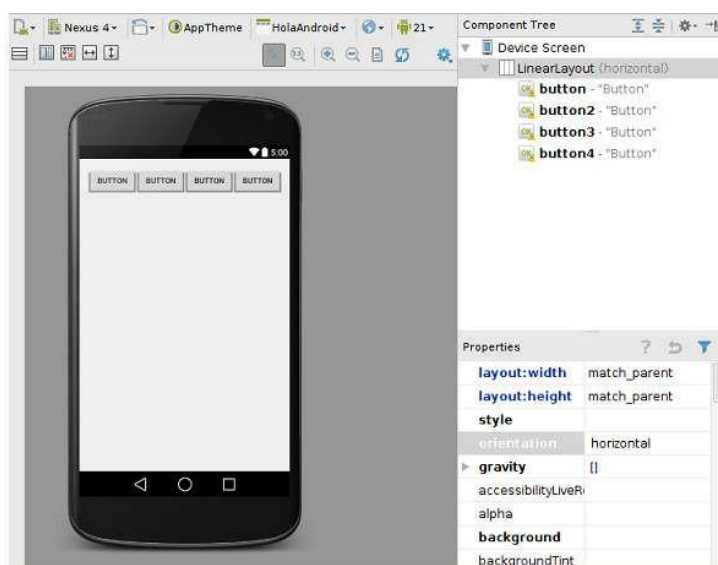 Nexus 4
AppTheme
HolaAndroid
21
5:00
BUTTON BUTTON BUTTON BUTTON
Component Tree
Device Screen
LinearLayout (horizontal)
button - "Button"
button2 - "Button"
button3 - "Button"
button4 - "Button"
Properties
?
layout:width match_parent
layout:height match_parent
style
orientation horizontal
gravity []
accessibilityLiveRe
alpha
background
backgroundTint